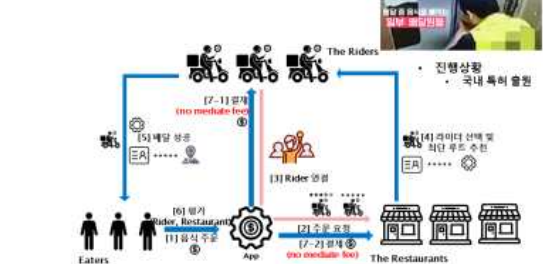 배달 중 음식을 빼먹는
일부 배달원들
The Riders
• 진행상황
• 국내 특허 출원
[7-1] 결제
(no mediate fee)
[5] 배달 성공
[4] 라이더 선택 및
최단 루트 추천
[3] Rider 연결
[6] 평가
(Rider, Restaurant)
[1] 음식 주문
[2] 주문 요청
[7-2] 결제
(no mediate fee)
App
Eaters
The Restaurants